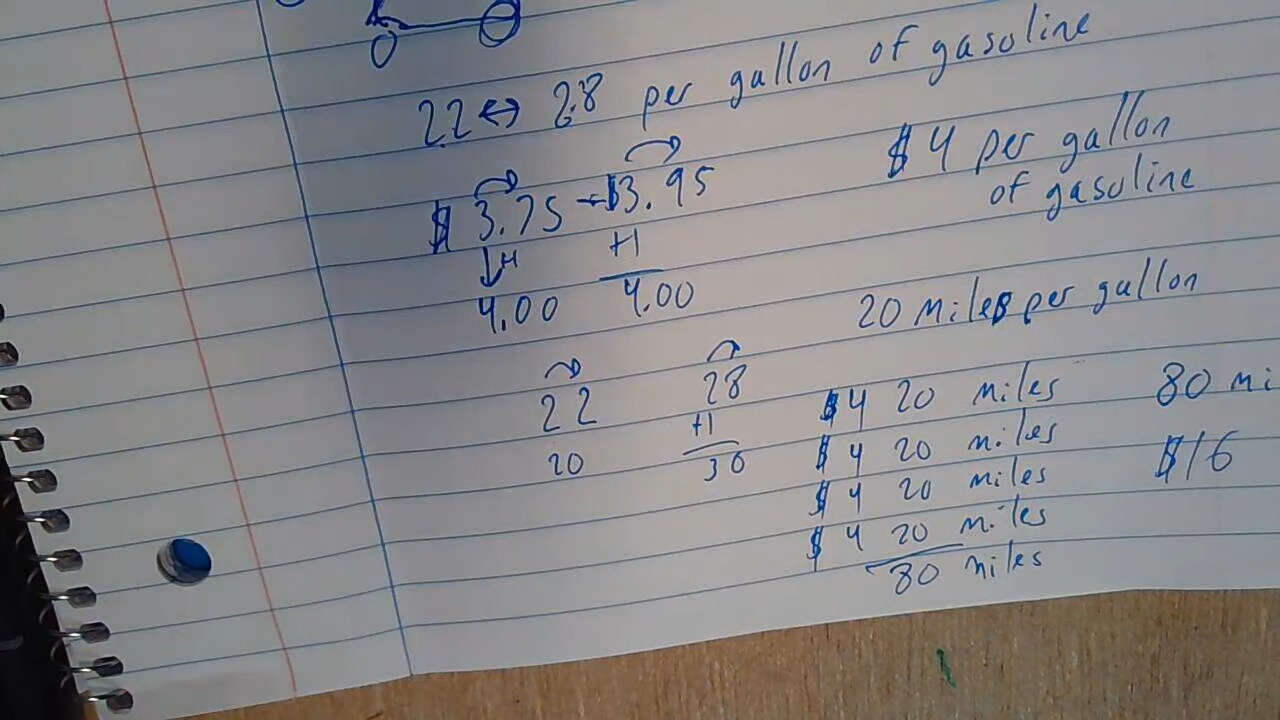 22 ↔ 28 per gallon of gasoline
$3.75 - $3.95
$4 per gallon
of gasoline
+1
+1
4.00 4.00
20 miles per gallon
22 28
+1
20 30
$4 20 miles
$4 20 miles
$4 20 miles
$4 20 miles
80 miles
80 mi
$16